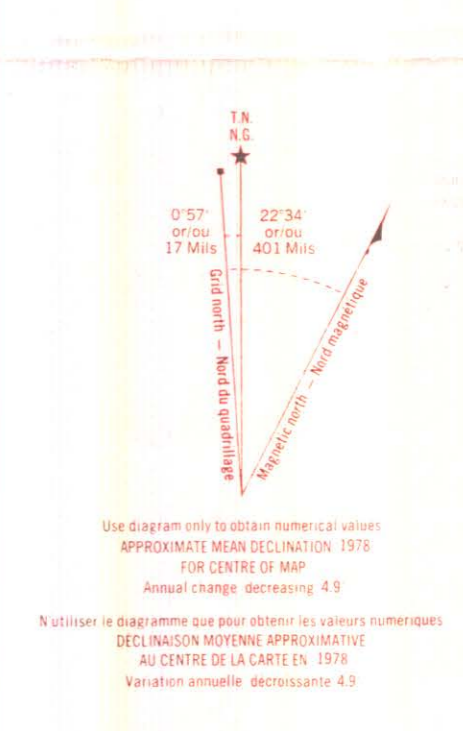 T.N.
N.G.
0°57'
or/ou
17 Mils
22°34'
or/ou
401 Mils
Grid north – Nord du quadrillage
Magnetic north – Nord magnétique
Use diagram only to obtain numerical values
APPROXIMATE MEAN DECLINATION 1978
FOR CENTRE OF MAP
Annual change decreasing 4.9'
N'utiliser le diagramme que pour obtenir les valeurs numériques
DÉCLINAISON MOYENNE APPROXIMATIVE
AU CENTRE DE LA CARTE EN 1978
Variation annuelle décroissante 4.9